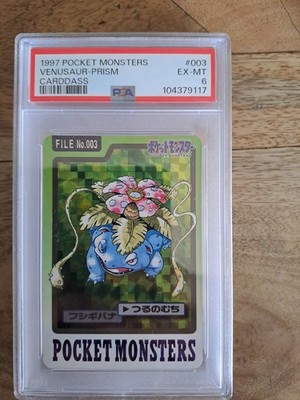 1997 POCKET MONSTERS #003
VENUSAUR-PRISM EX-MT
CARDDASS 6
PSA 104379117
FILE No.003
ポケットモンスター
フシギバナ
▶つるのむち
POCKET MONSTERS